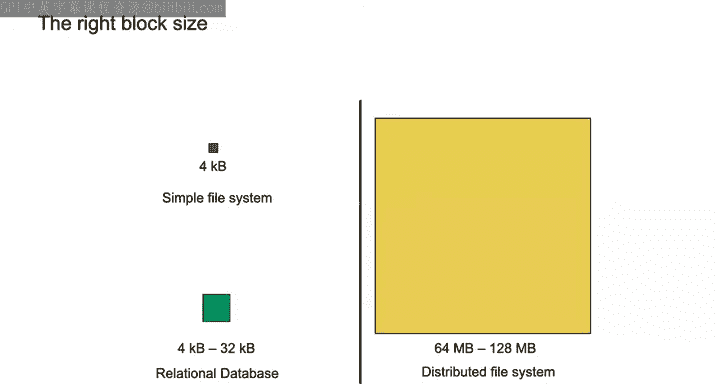 The right block size
4 kB
Simple file system
4 kB – 32 kB
Relational Database
64 MB – 128 MB
Distributed file system